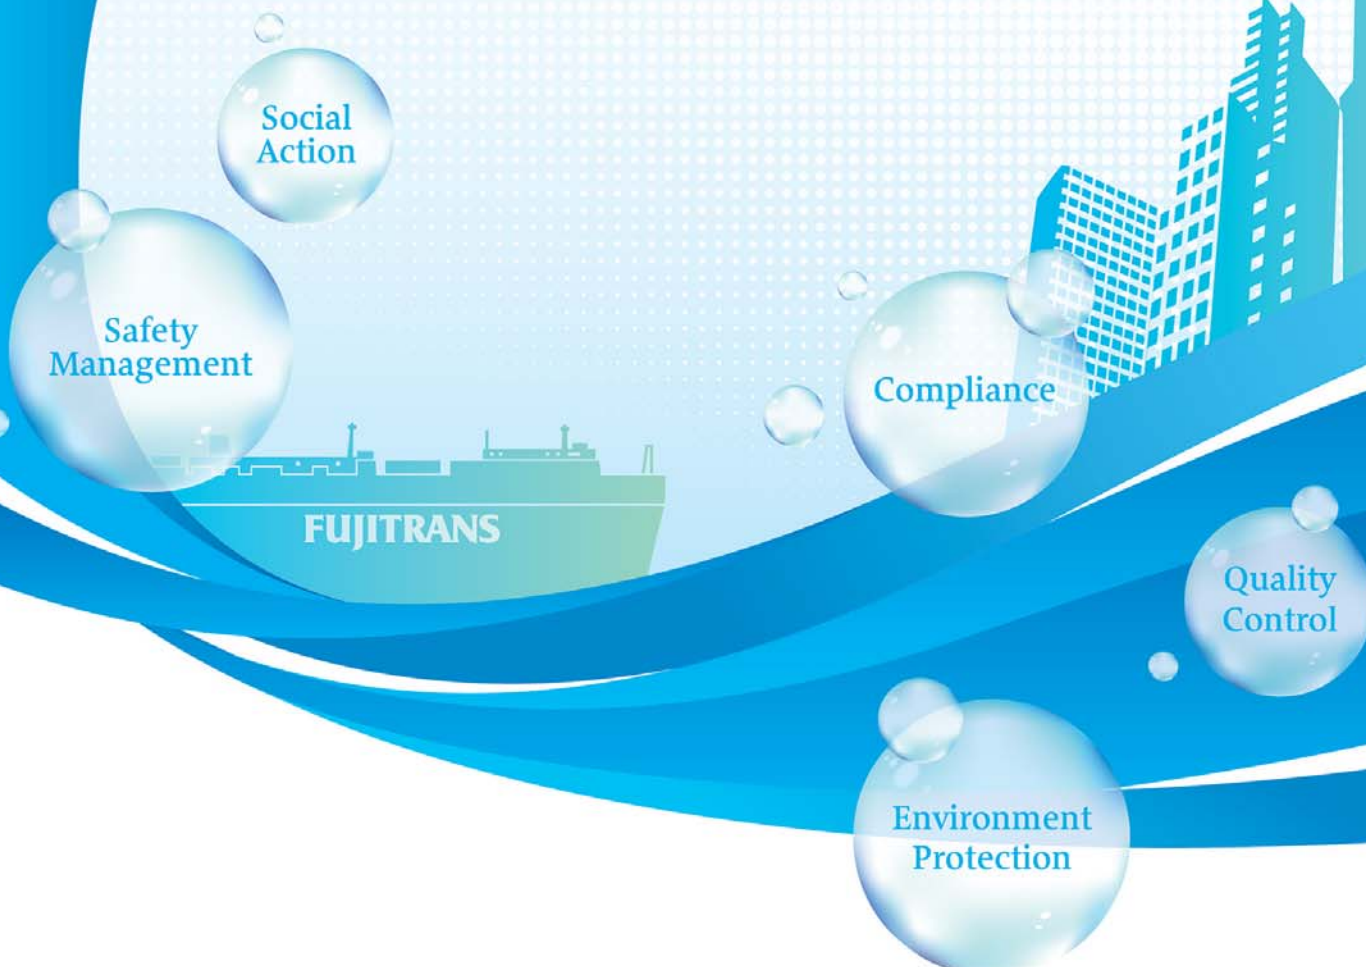 Social
Action
Safety
Management
Compliance
FUJITRANS
Quality
Control
Environment
Protection